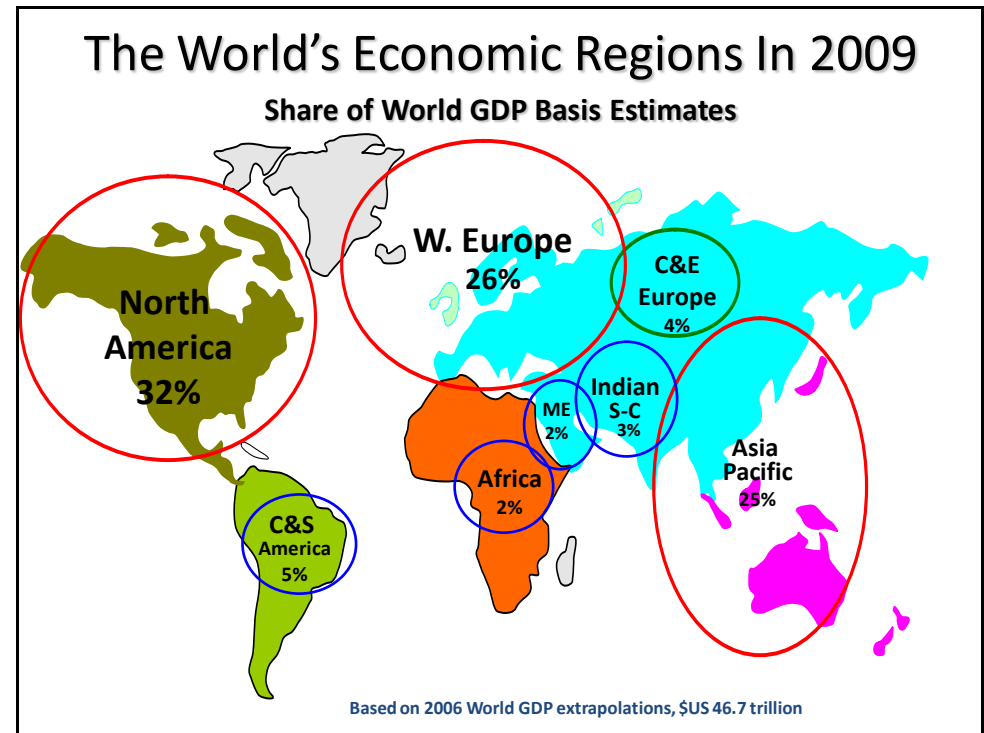 The World's Economic Regions In 2009
Share of World GDP Basis Estimates
North
America
32%
W. Europe
26%
C&E
Europe
4%
ME
2%
Indian
S-C
3%
Asia
Pacific
25%
Africa
2%
C&S
America
5%
Based on 2006 World GDP extrapolations, $US 46.7 trillion